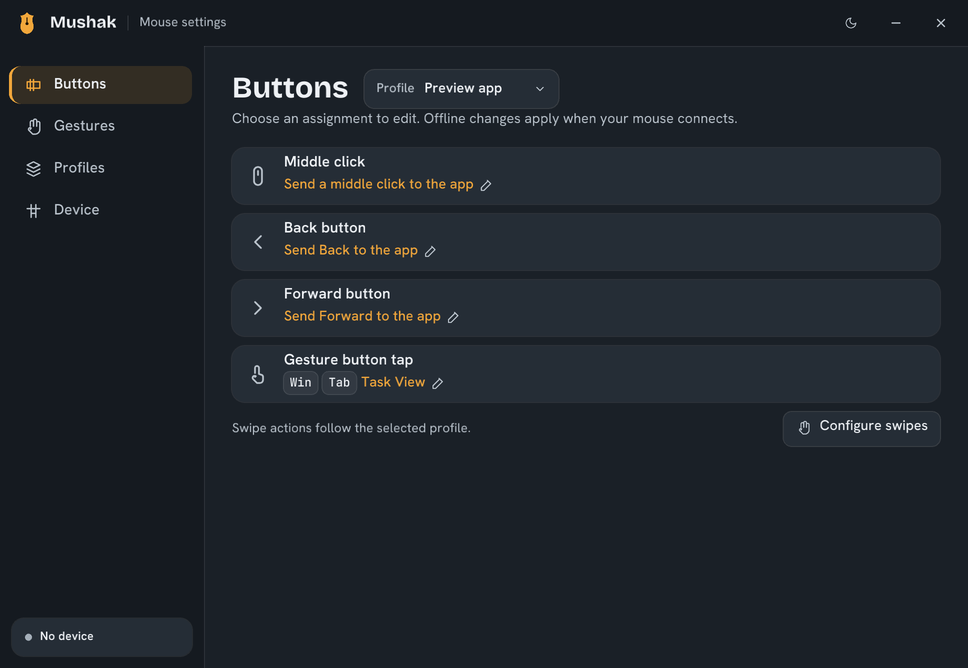 Mushak
Mouse settings
Buttons
Gestures
Profiles
Device
No device
Buttons
Profile Preview app
Choose an assignment to edit. Offline changes apply when your mouse connects.
Middle click
Send a middle click to the app
Back button
Send Back to the app
Forward button
Send Forward to the app
Gesture button tap
Win Tab Task View
Swipe actions follow the selected profile.
Configure swipes